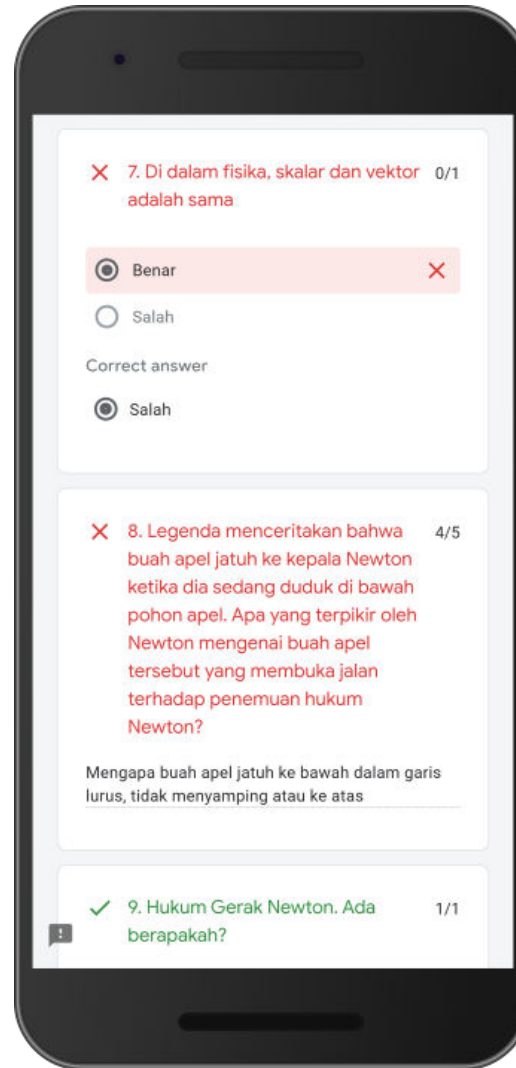 7. Di dalam fisika, skalar dan vektor 0/1
adalah sama
Benar
Salah
Correct answer
Salah
8. Legenda menceritakan bahwa 4/5
buah apel jatuh ke kepala Newton
ketika dia sedang duduk di bawah
pohon apel. Apa yang terpikir oleh
Newton mengenai buah apel
tersebut yang membuka jalan
terhadap penemuan hukum
Newton?
Mengapa buah apel jatuh ke bawah dalam garis
lurus, tidak menyamping atau ke atas
9. Hukum Gerak Newton. Ada 1/1
berapakah?